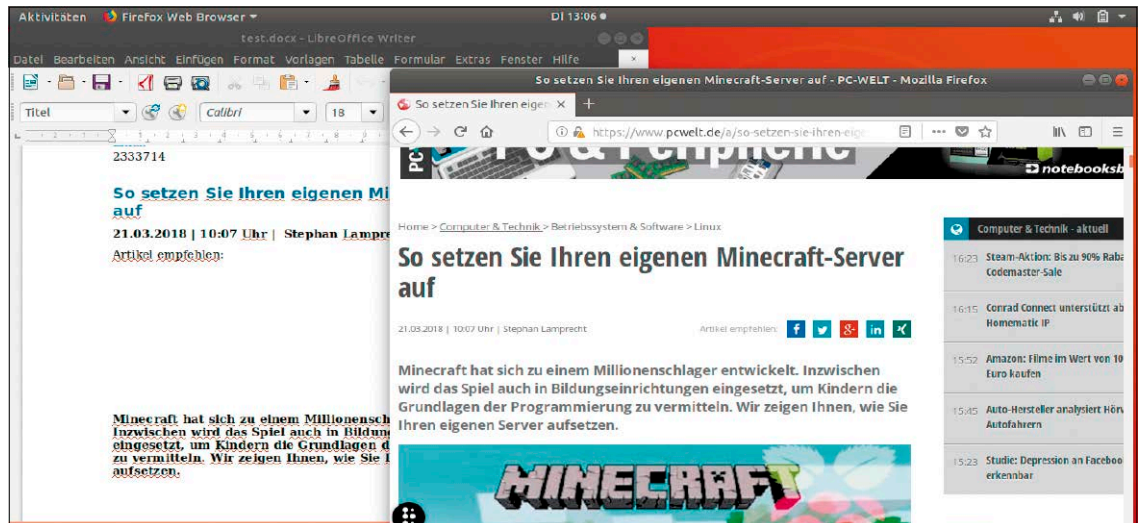 Aktivitäten Firefox Web Browser
Di 13:06
test.docx - LibreOffice Writer
Datei Bearbeiten Ansicht Einfügen Format Vorlagen Tabelle Formular Extras Fenster Hilfe
Titel
Calibri
18
2333714
So setzen Sie Ihren eigenen Mi
auf
21.03.2018 | 10:07 Uhr | Stephan Lampre
Artikel empfehlen:
Minecraft hat sich zu einem Millionensch
Inzwischen wird das Spiel auch in Bildung
eingesetzt, um Kindern die Grundlagen d
zu vermitteln. Wir zeigen Ihnen, wie Sie I
aufsetzen.
So setzen Sie Ihren eigenen Minecraft-Server auf - PC-WELT - Mozilla Firefox
So setzen Sie Ihren eigen
https://www.pcwelt.de/a/so-setzen-sie-ihren-eige
PC
PC & Peripherie
notebooksb
Home > Computer & Technik > Betriebssystem & Software > Linux
So setzen Sie Ihren eigenen Minecraft-Server
auf
21.03.2018 | 10:07 Uhr | Stephan Lamprecht
Artikel empfehlen:
Minecraft hat sich zu einem Millionenschlager entwickelt. Inzwischen
wird das Spiel auch in Bildungseinrichtungen eingesetzt, um Kindern die
Grundlagen der Programmierung zu vermitteln. Wir zeigen Ihnen, wie Sie
Ihren eigenen Server aufsetzen.
MINECRAFT
Computer & Technik - aktuell
16:23 Steam-Aktion: Bis zu 90% Raba
Codemaster-Sale
16:15 Conrad Connect unterstützt ab
Homematic IP
15:52 Amazon: Filme im Wert von 10
Euro kaufen
15:45 Auto-Hersteller analysiert Hörv
Autofahrern
15:23 Studie: Depression an Faceboo
erkennbar